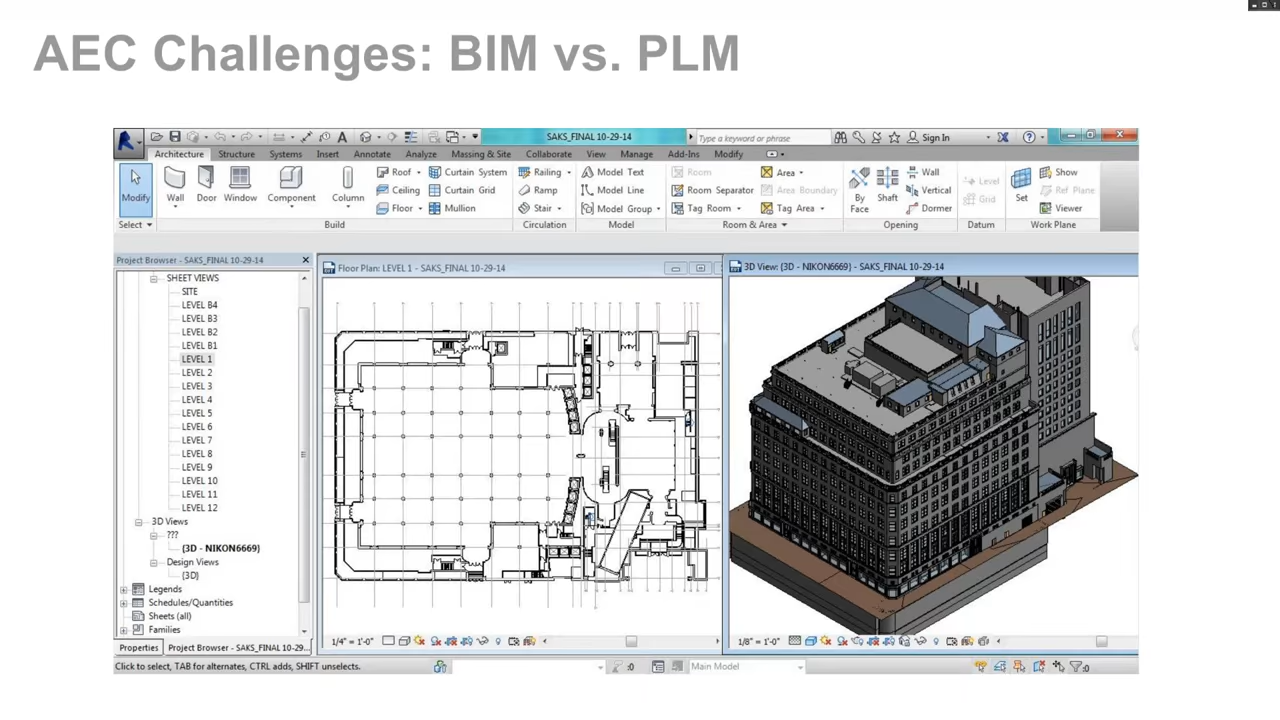 AEC Challenges: BIM vs. PLM
SAKS_FINAL 10-29-14
Type a keyword or phrase
Sign In
Architecture Structure Systems Insert Annotate Analyze Massing & Site Collaborate View Manage Add-Ins Modify
Modify
Wall Door Window Component Column
Roof Curtain System
Ceiling Curtain Grid
Floor Mullion
Railing
Ramp
Stair
Model Text
Model Line
Model Group
Room Area
Room Separator Area Boundary
Tag Room Tag Area
By Face
Shaft
Wall
Vertical
Dormer
Level
Grid
Set
Show
Ref Plane
Viewer
Select Build Circulation Model Room & Area Opening Datum Work Plane
Project Browser - SAKS_FINAL 10-29-14
SHEET VIEWS
SITE
LEVEL B4
LEVEL B3
LEVEL B2
LEVEL B1
LEVEL 1
LEVEL 2
LEVEL 3
LEVEL 4
LEVEL 5
LEVEL 6
LEVEL 7
LEVEL 8
LEVEL 9
LEVEL 10
LEVEL 11
LEVEL 12
3D Views
???
{3D - NIKON6669}
Design Views
{3D}
Legends
Schedules/Quantities
Sheets (all)
Families
Properties Project Browser - SAKS_FINAL 10-29...
Floor Plan: LEVEL 1 - SAKS_FINAL 10-29-14
1/4" = 1'-0"
3D View: {3D - NIKON6669} - SAKS_FINAL 10-29-14
1/8" = 1'-0"
Click to select, TAB for alternates, CTRL adds, SHIFT unselects.
:0
Main Model
:0